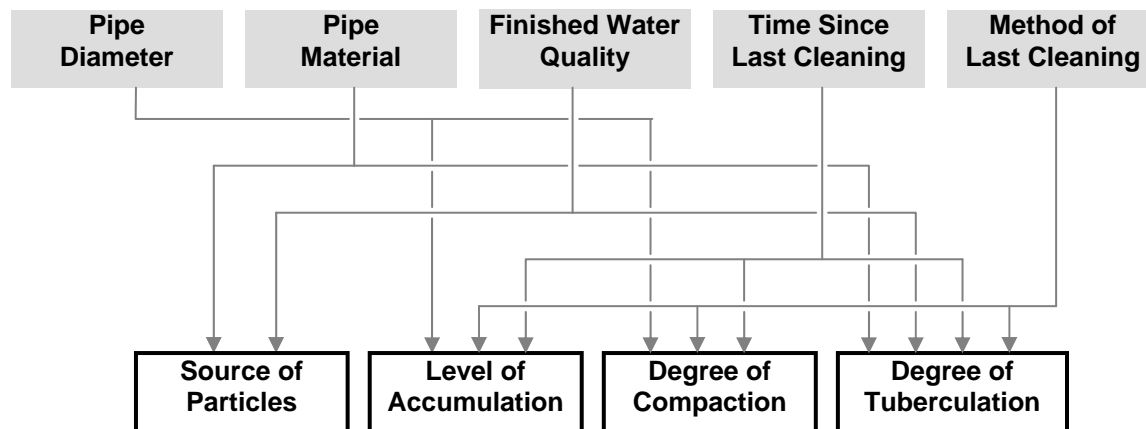 Pipe
Diameter
Pipe
Material
Finished Water
Quality
Time Since
Last Cleaning
Method of
Last Cleaning
Source of
Particles
Level of
Accumulation
Degree of
Compaction
Degree of
Tuberculation